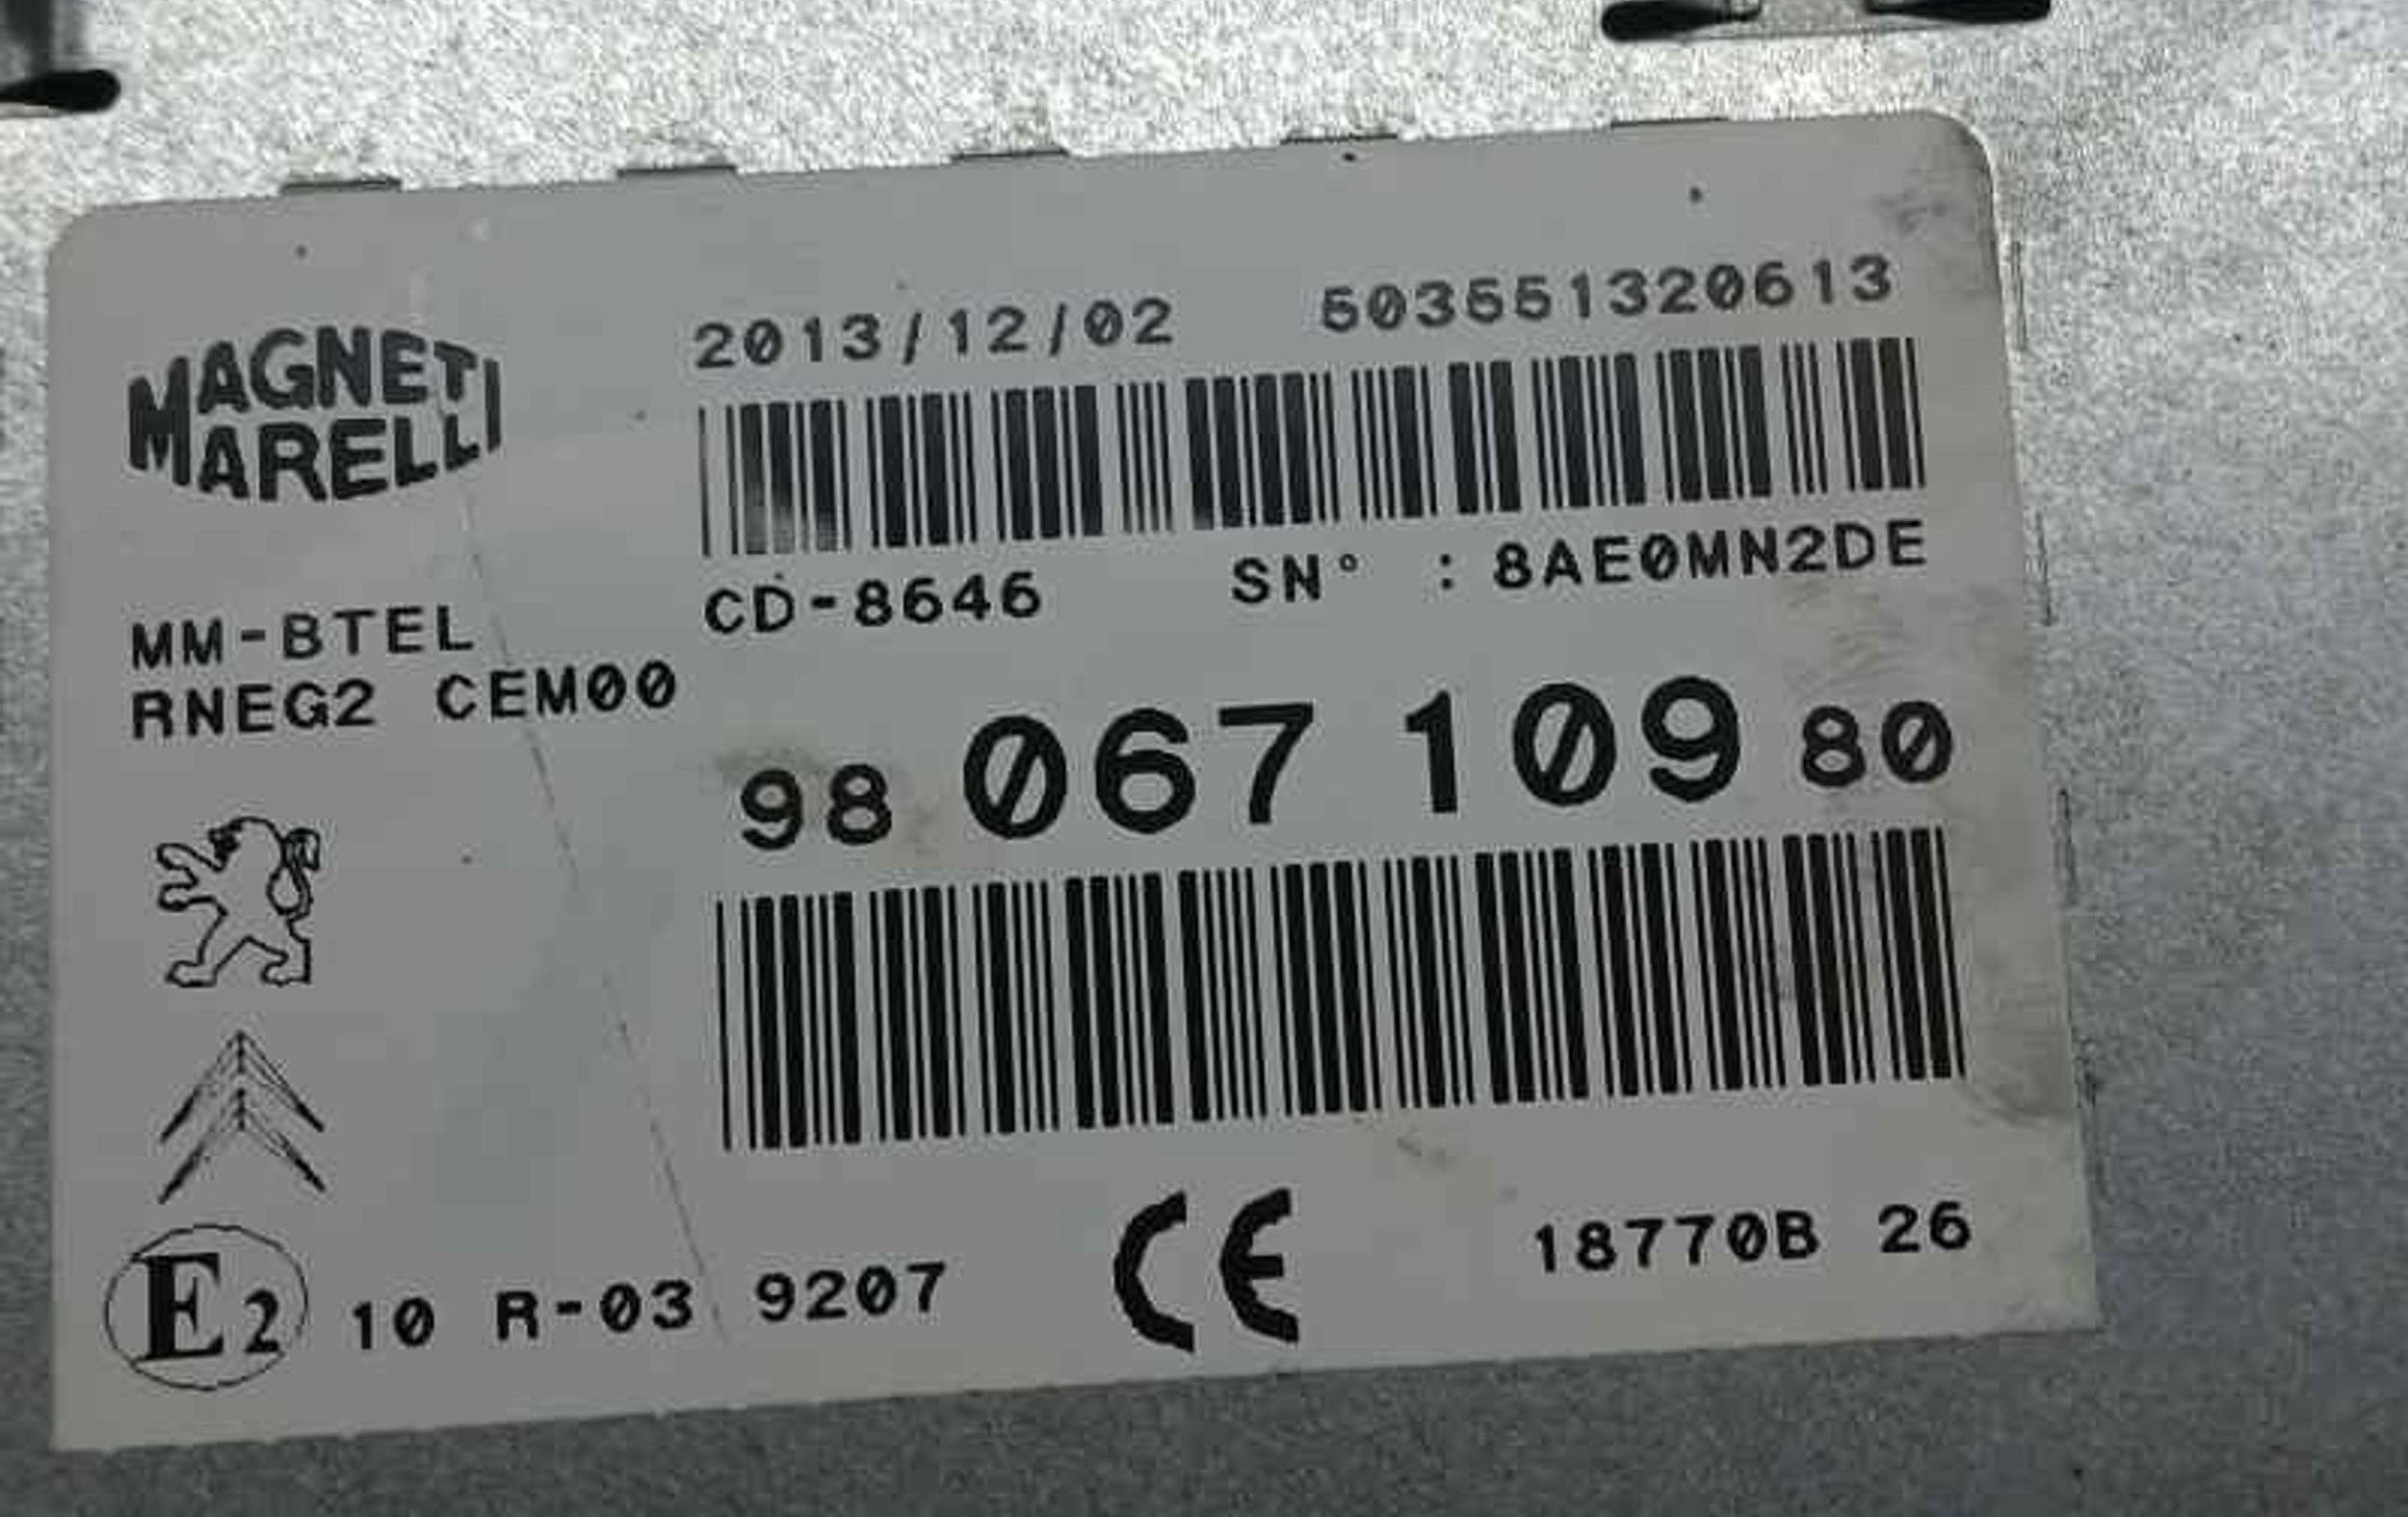 MAGNETI
MARELLI
2013/12/02 503551320613
CD-8646 SN° : 8AE0MN2DE
MM-BTEL
RNEG2 CEM00
98 067 109 80
E2 10 R-03 9207 CE 18770B 26